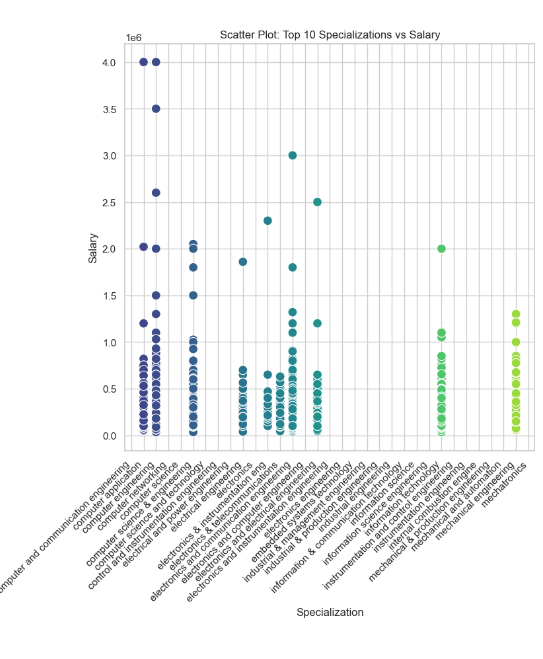 Scatter Plot: Top 10 Specializations vs Salary
1e6
4.0
3.5
3.0
2.5
2.0
1.5
1.0
0.5
0.0
Salary
computer and communication engineering
computer application
computer engineering
computer networking
computer science
computer science & engineering
computer science and technology
control and instrumentation engineering
electrical and power engineering
electrical engineering
electronics
electronics & instrumentation eng
electronics & telecommunications
electronics and communication engineering
electronics and computer engineering
electronics and instrumentation engineering
electronics engineering
embedded systems technology
industrial & management engineering
industrial & production engineering
industrial engineering
information & communication technology
information science
information science engineering
information technology
instrumentation and control engineering
instrumentation engineering
internal combustion engine
mechanical & production engineering
mechanical and automation
mechanical engineering
mechatronics
Specialization